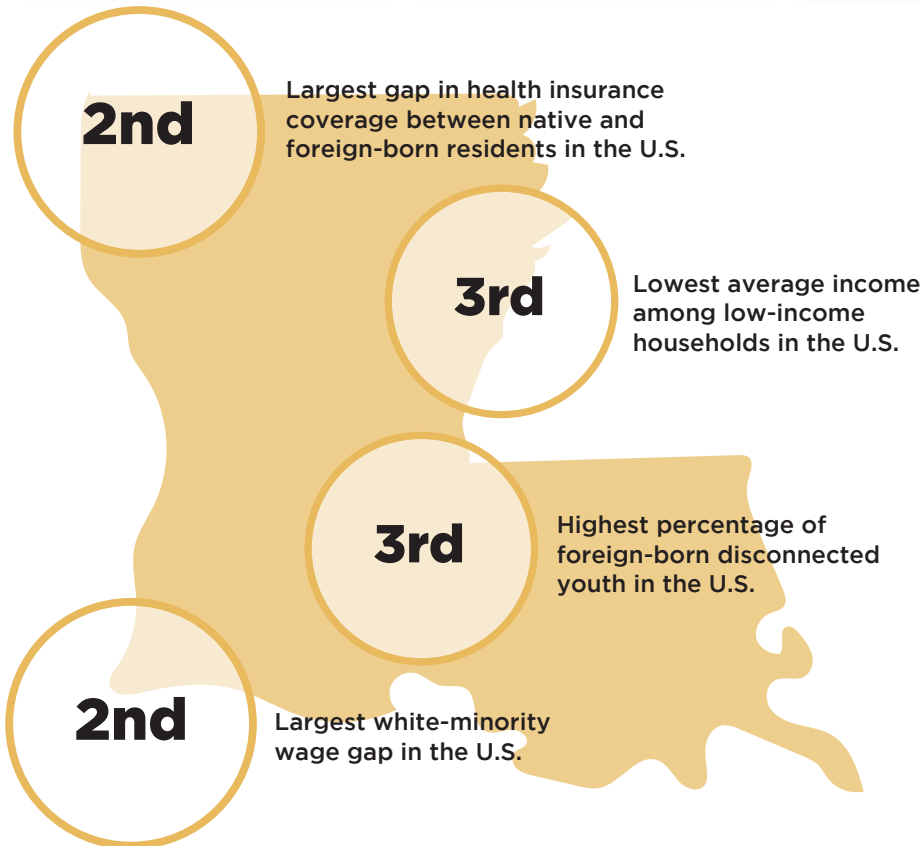 2nd
Largest gap in health insurance
coverage between native and
foreign-born residents in the U.S.
3rd
Lowest average income
among low-income
households in the U.S.
3rd
Highest percentage of
foreign-born disconnected
youth in the U.S.
2nd
Largest white-minority
wage gap in the U.S.